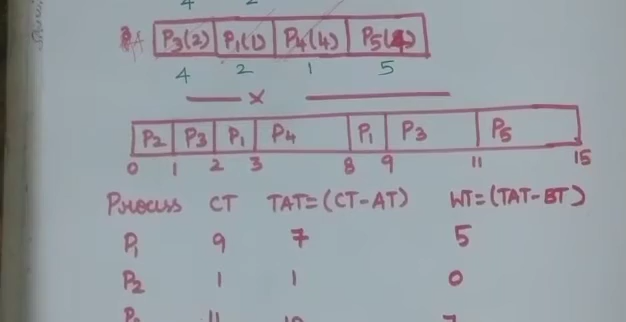 P3(2) P1(1) P4(4) P5(4)
4 2 1 5
x
P2 P3 P1 P4 P1 P3 P5
0 1 2 3 8 9 11 15
Process CT TAT=(CT-AT) WT=(TAT-BT)
P1 9 7 5
P2 1 1 0